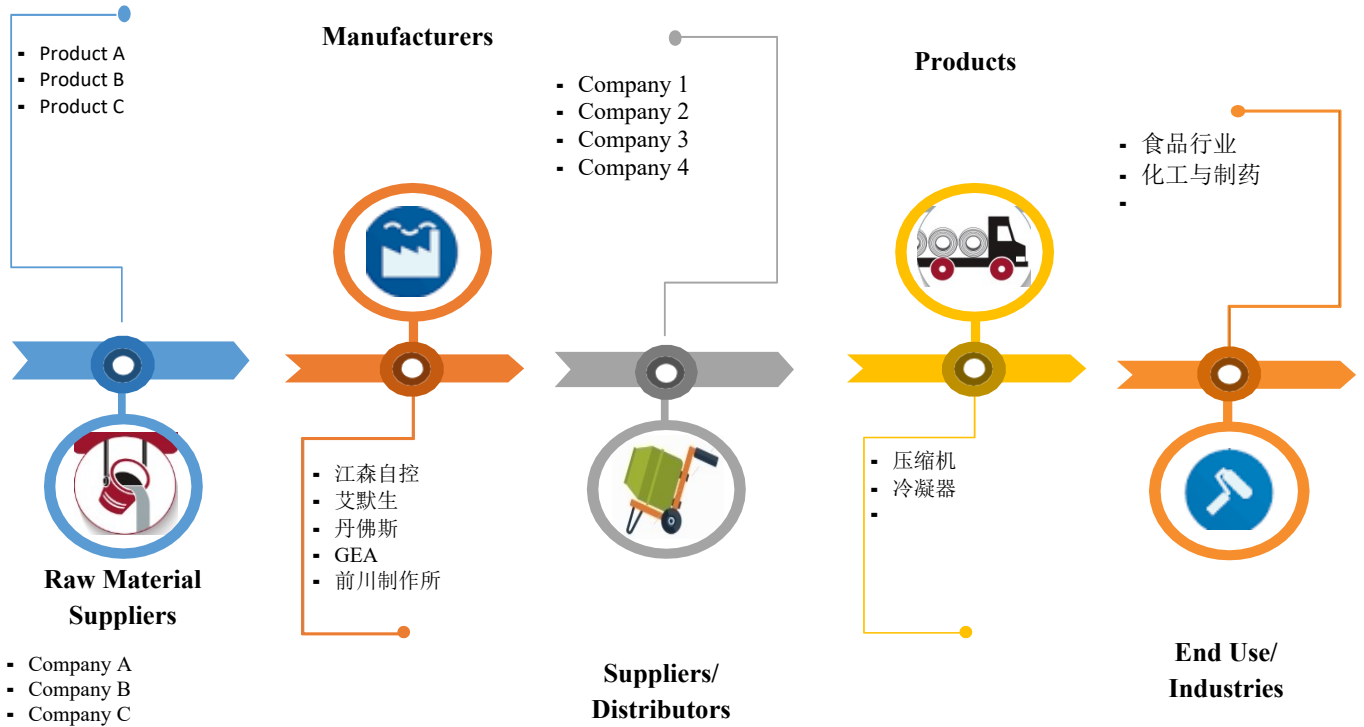 - Product A
- Product B
- Product C
Raw Material
Suppliers
- Company A
- Company B
- Company C
Manufacturers
- 江森自控
- 艾默生
- 丹佛斯
- GEA
- 前川制作所
- Company 1
- Company 2
- Company 3
- Company 4
Suppliers/
Distributors
Products
- 压缩机
- 冷凝器
-
- 食品行业
- 化工与制药
-
End Use/
Industries